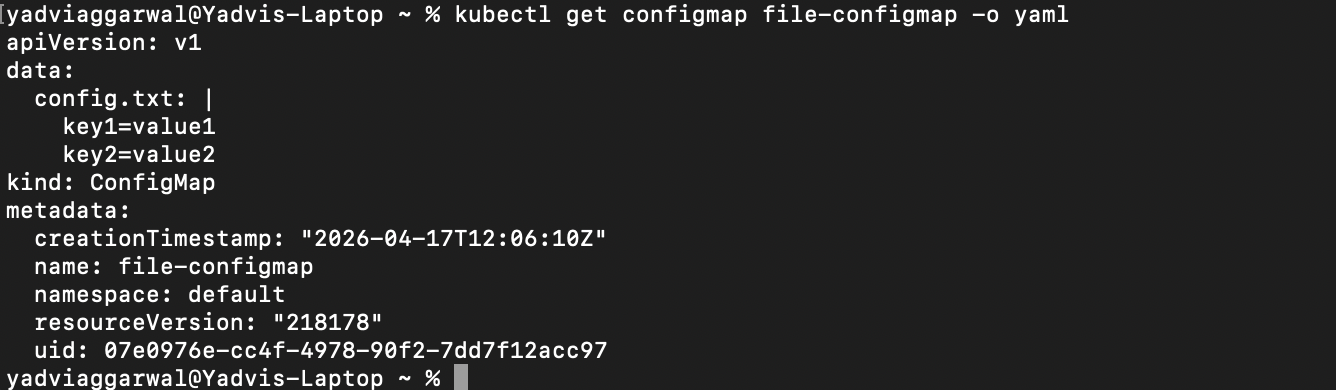 yadviaggarwal@Yadvis-Laptop ~ % kubectl get configmap file-configmap -o yaml
apiVersion: v1
data:
  config.txt: |
    key1=value1
    key2=value2
kind: ConfigMap
metadata:
  creationTimestamp: "2026-04-17T12:06:10Z"
  name: file-configmap
  namespace: default
  resourceVersion: "218178"
  uid: 07e0976e-cc4f-4978-90f2-7dd7f12acc97
yadviaggarwal@Yadvis-Laptop ~ %